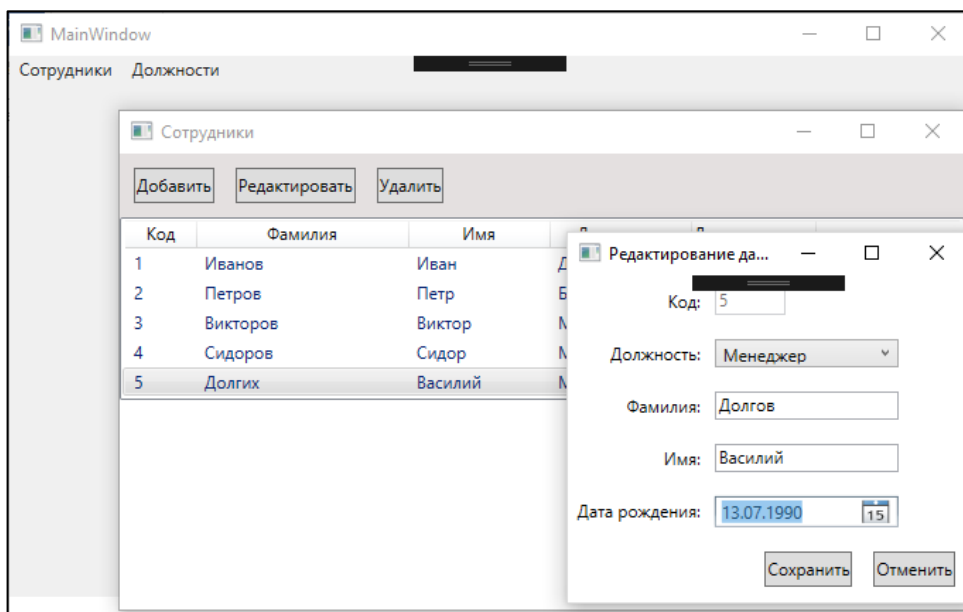 MainWindow
Сотрудники Должности
Сотрудники
Добавить Редактировать Удалить
Код Фамилия Имя
1 Иванов Иван
2 Петров Петр
3 Викторов Виктор
4 Сидоров Сидор
5 Долгих Василий
Редактирование да...
Код: 5
Должность: Менеджер
Фамилия: Долгов
Имя: Василий
Дата рождения: 13.07.1990 15
Сохранить Отменить